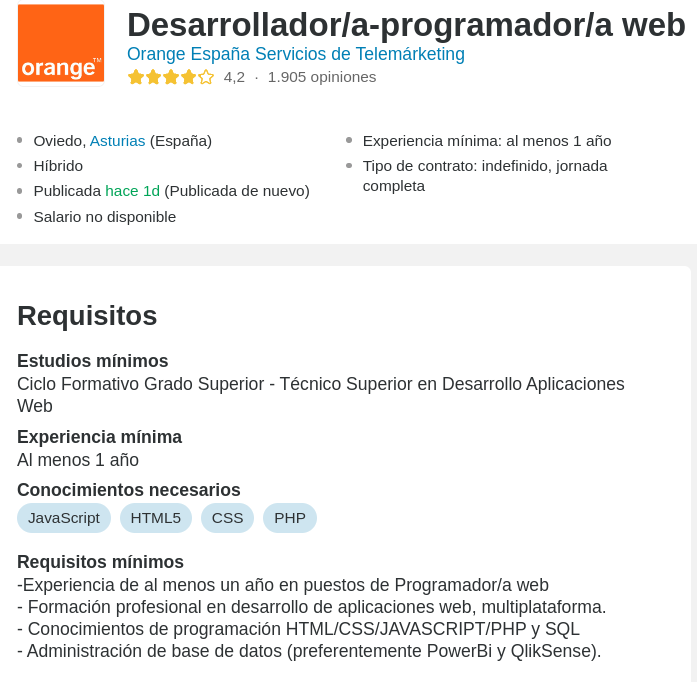 Desarrollador/a-programador/a web
Orange España Servicios de Telemárketing
4,2 · 1.905 opiniones
orange™
Oviedo, Asturias (España)
Híbrido
Publicada hace 1d (Publicada de nuevo)
Salario no disponible
Experiencia mínima: al menos 1 año
Tipo de contrato: indefinido, jornada
completa
Requisitos
Estudios mínimos
Ciclo Formativo Grado Superior - Técnico Superior en Desarrollo Aplicaciones
Web
Experiencia mínima
Al menos 1 año
Conocimientos necesarios
JavaScript HTML5 CSS PHP
Requisitos mínimos
-Experiencia de al menos un año en puestos de Programador/a web
- Formación profesional en desarrollo de aplicaciones web, multiplataforma.
- Conocimientos de programación HTML/CSS/JAVASCRIPT/PHP y SQL
- Administración de base de datos (preferentemente PowerBi y QlikSense).